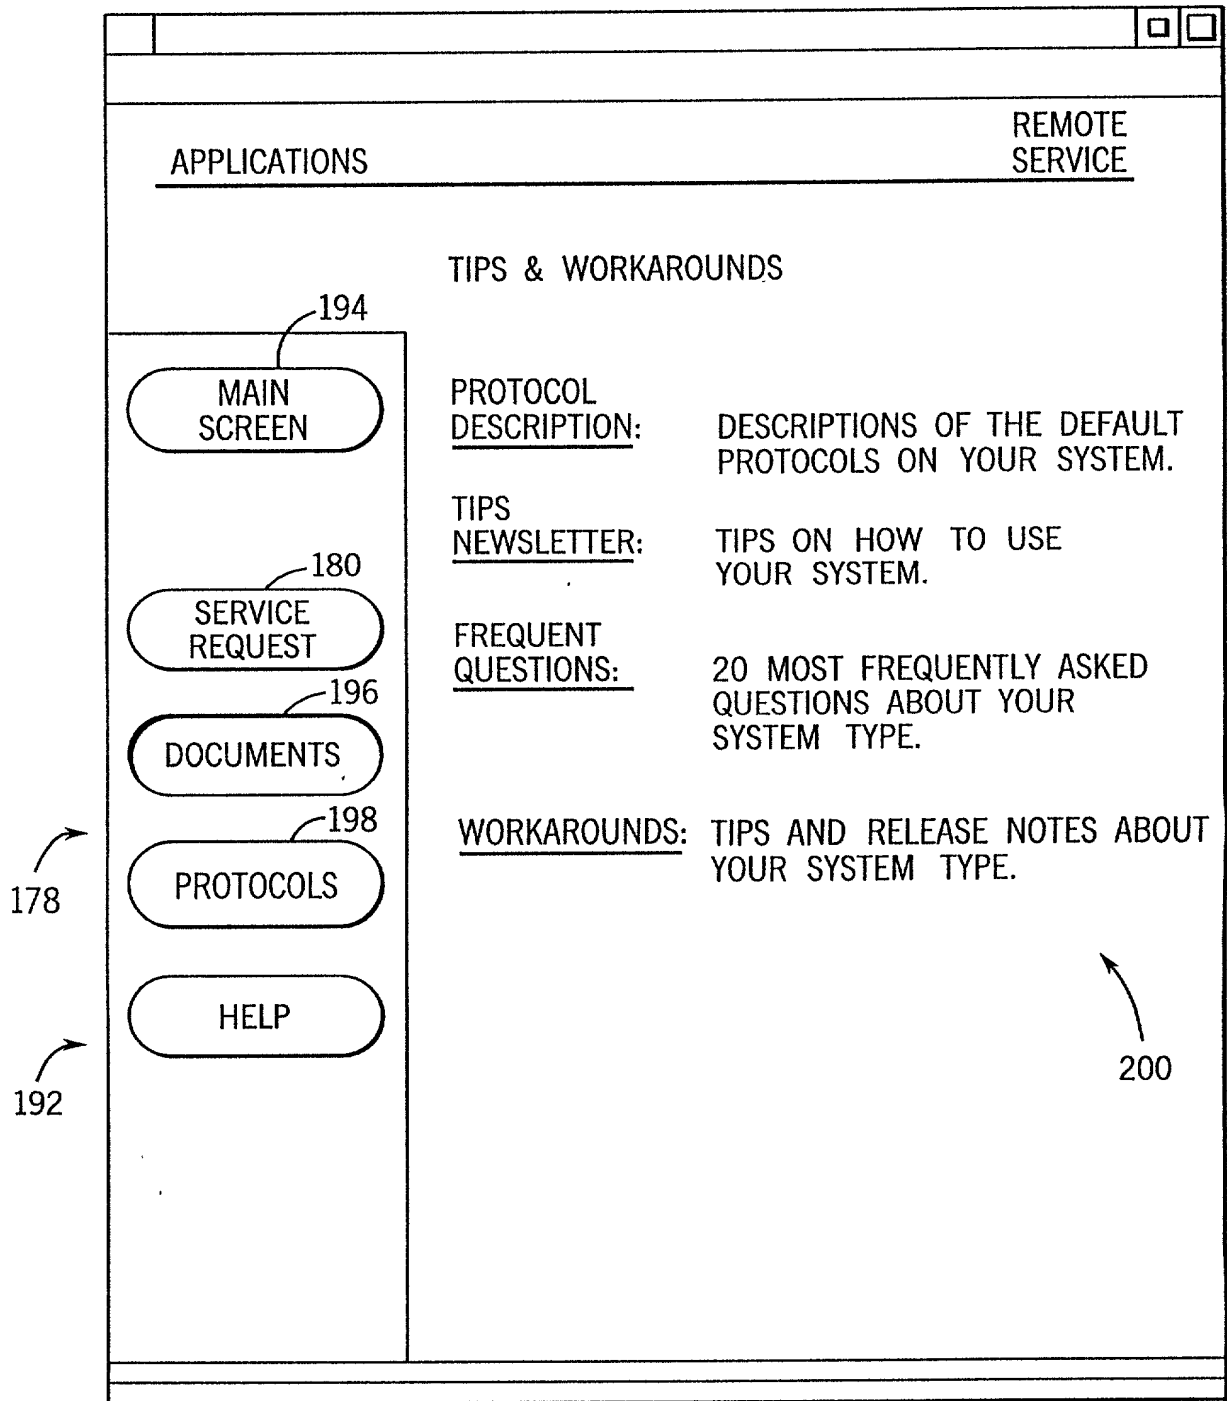 REMOTE
APPLICATIONS SERVICE
TIPS & WORKAROUNDS
194
MAIN
SCREEN
PROTOCOL
DESCRIPTION: DESCRIPTIONS OF THE DEFAULT
PROTOCOLS ON YOUR SYSTEM.
TIPS
NEWSLETTER: TIPS ON HOW TO USE
YOUR SYSTEM.
180
SERVICE
REQUEST
FREQUENT
QUESTIONS: 20 MOST FREQUENTLY ASKED
QUESTIONS ABOUT YOUR
SYSTEM TYPE.
196
DOCUMENTS
198
WORKAROUNDS: TIPS AND RELEASE NOTES ABOUT
YOUR SYSTEM TYPE.
PROTOCOLS
178
HELP
200
192